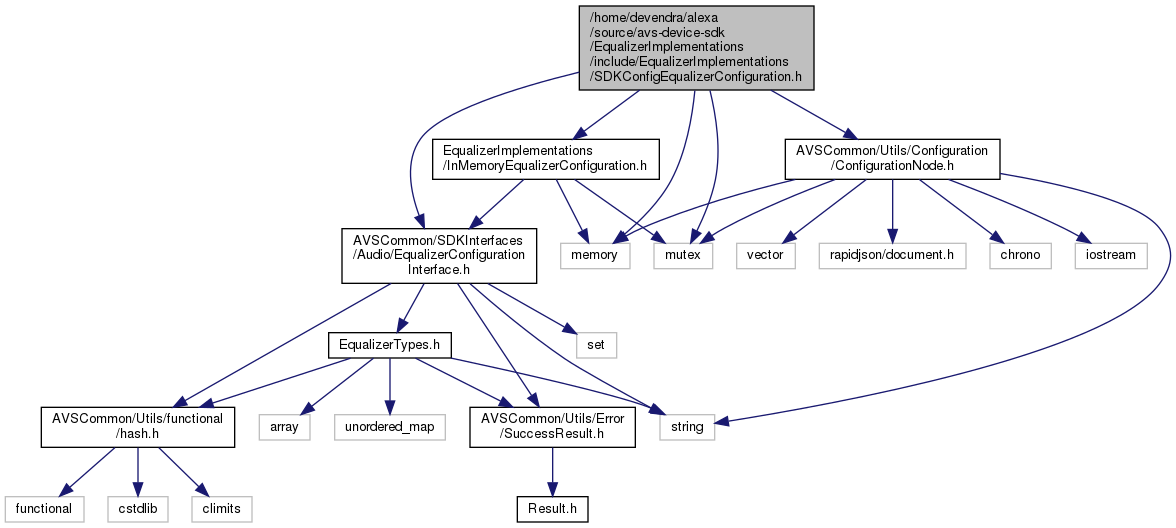 /home/devendra/alexa
/source/avs-device-sdk
/EqualizerImplementations
/include/EqualizerImplementations
/SDKConfigEqualizerConfiguration.h
EqualizerImplementations
/InMemoryEqualizerConfiguration.h
AVSCommon/Utils/Configuration
/ConfigurationNode.h
AVSCommon/SDKInterfaces
/Audio/EqualizerConfiguration
Interface.h
memory
mutex
vector
rapidjson/document.h
chrono
iostream
EqualizerTypes.h
set
AVSCommon/Utils/functional
/hash.h
array
unordered_map
AVSCommon/Utils/Error
/SuccessResult.h
string
functional
cstdlib
climits
Result.h